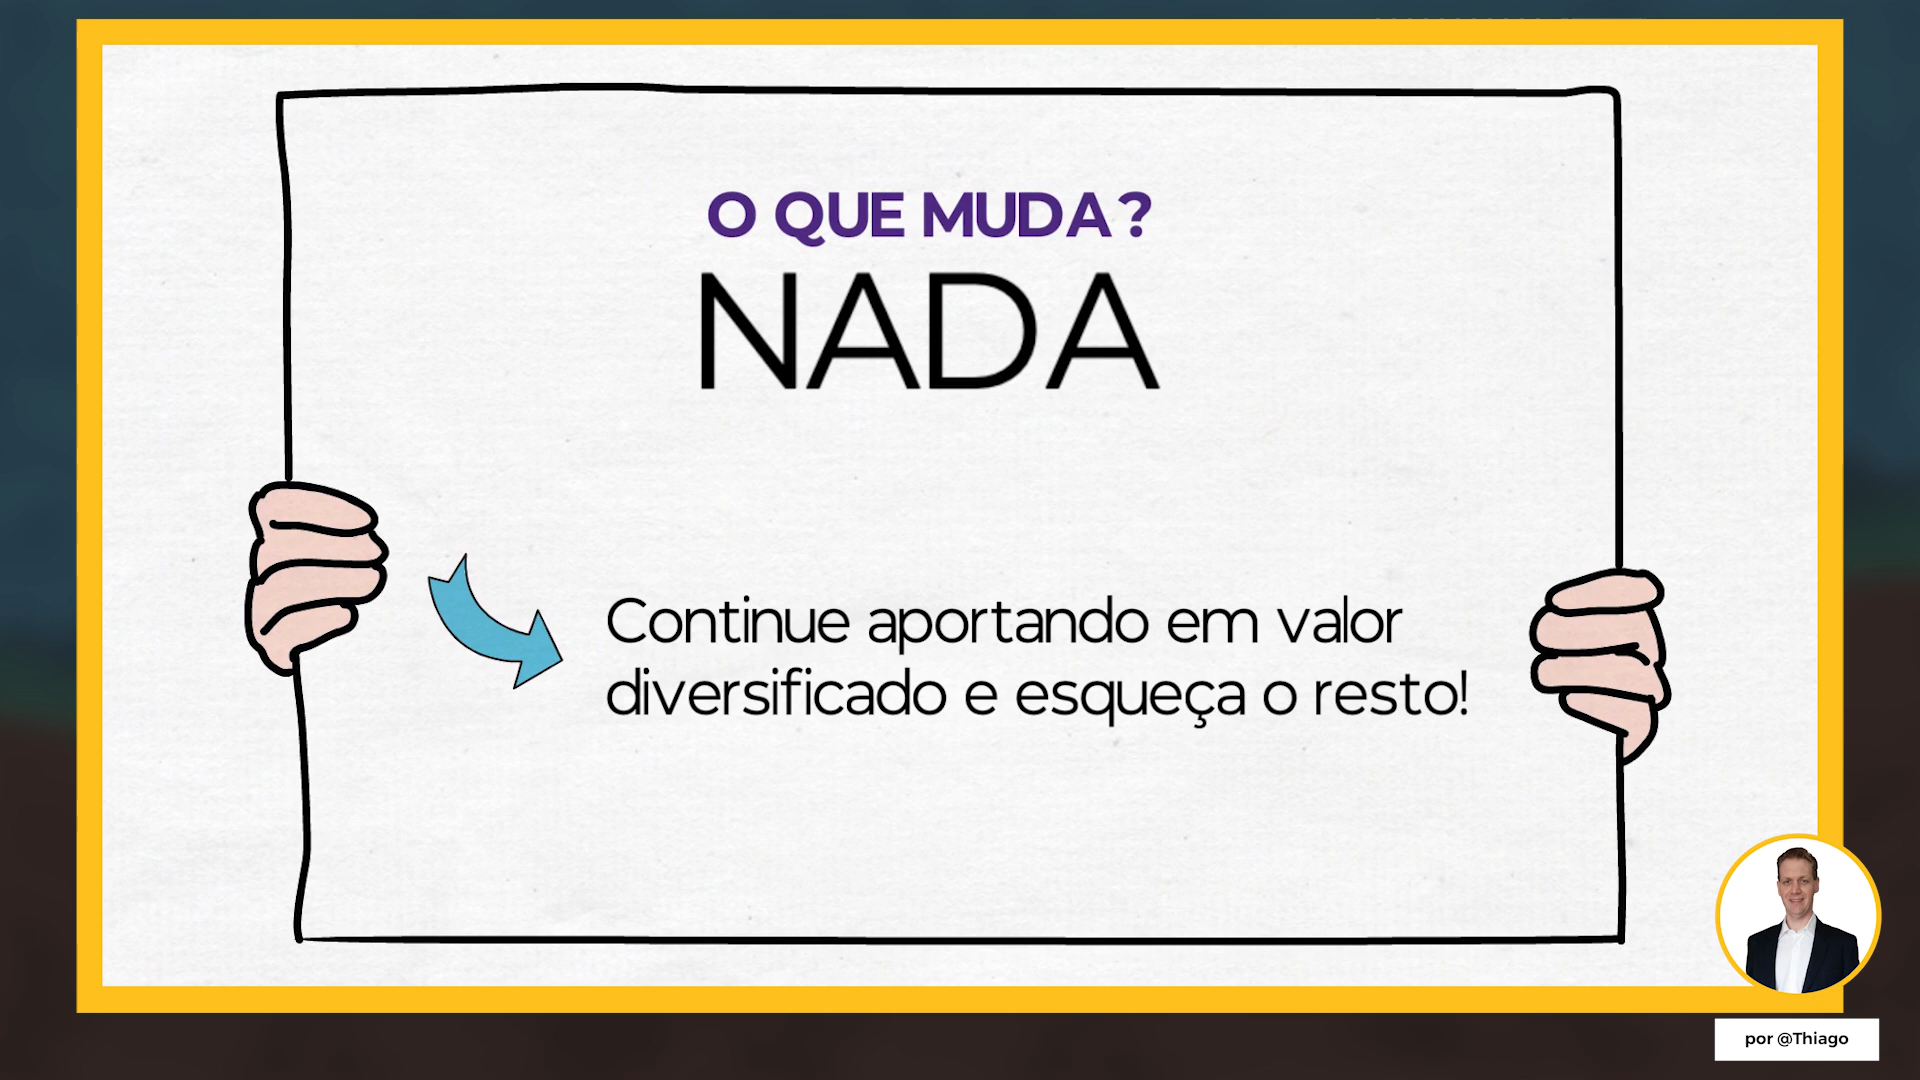 O QUE MUDA?
NADA
Continue aportando em valor
diversificado e esqueça o resto!
por @Thiago